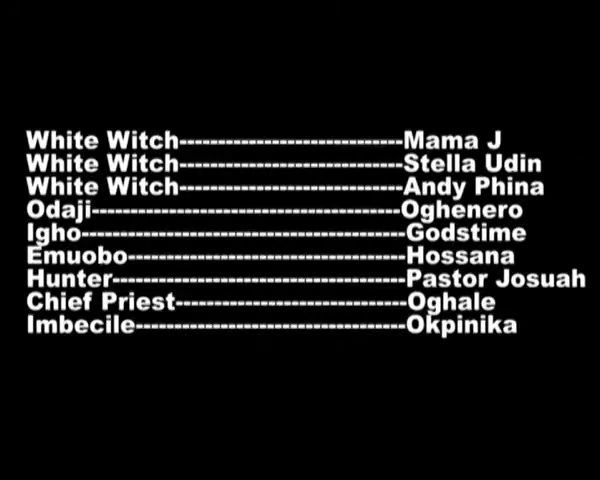 White Witch------------------------------Mama J
White Witch------------------------------Stella Udin
White Witch------------------------------Andy Phina
Odaji-----------------------------------------Oghenero
Igho-------------------------------------------Godstime
Emuobo-------------------------------------Hossana
Hunter---------------------------------------Pastor Josuah
Chief Priest-------------------------------Oghale
Imbecile------------------------------------Okpinika